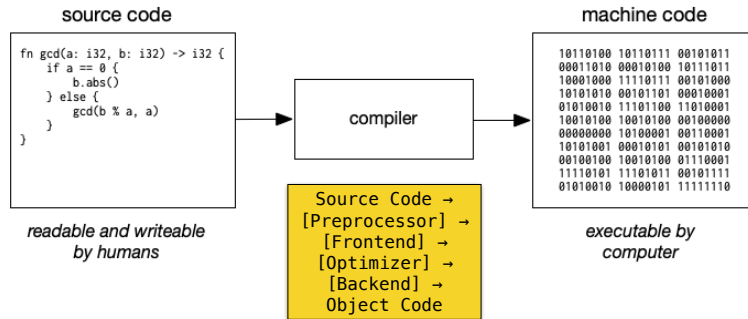 source code
fn gcd(a: i32, b: i32) -> i32 {
    if a == 0 {
        b.abs()
    } else {
        gcd(b % a, a)
    }
}
readable and writeable
by humans
compiler
Source Code →
[Preprocessor] →
[Frontend] →
[Optimizer] →
[Backend] →
Object Code
machine code
10110100 10110111 00101011
00011010 00010100 10111011
10001000 11110111 00101000
10101010 00101101 00010001
01010010 11101100 11010001
10010100 10010100 00100000
00000000 10100001 00110001
10101001 00010101 00101010
00100100 10010100 01110001
11110101 11101011 00101111
01010010 10000101 11111110
executable by
computer